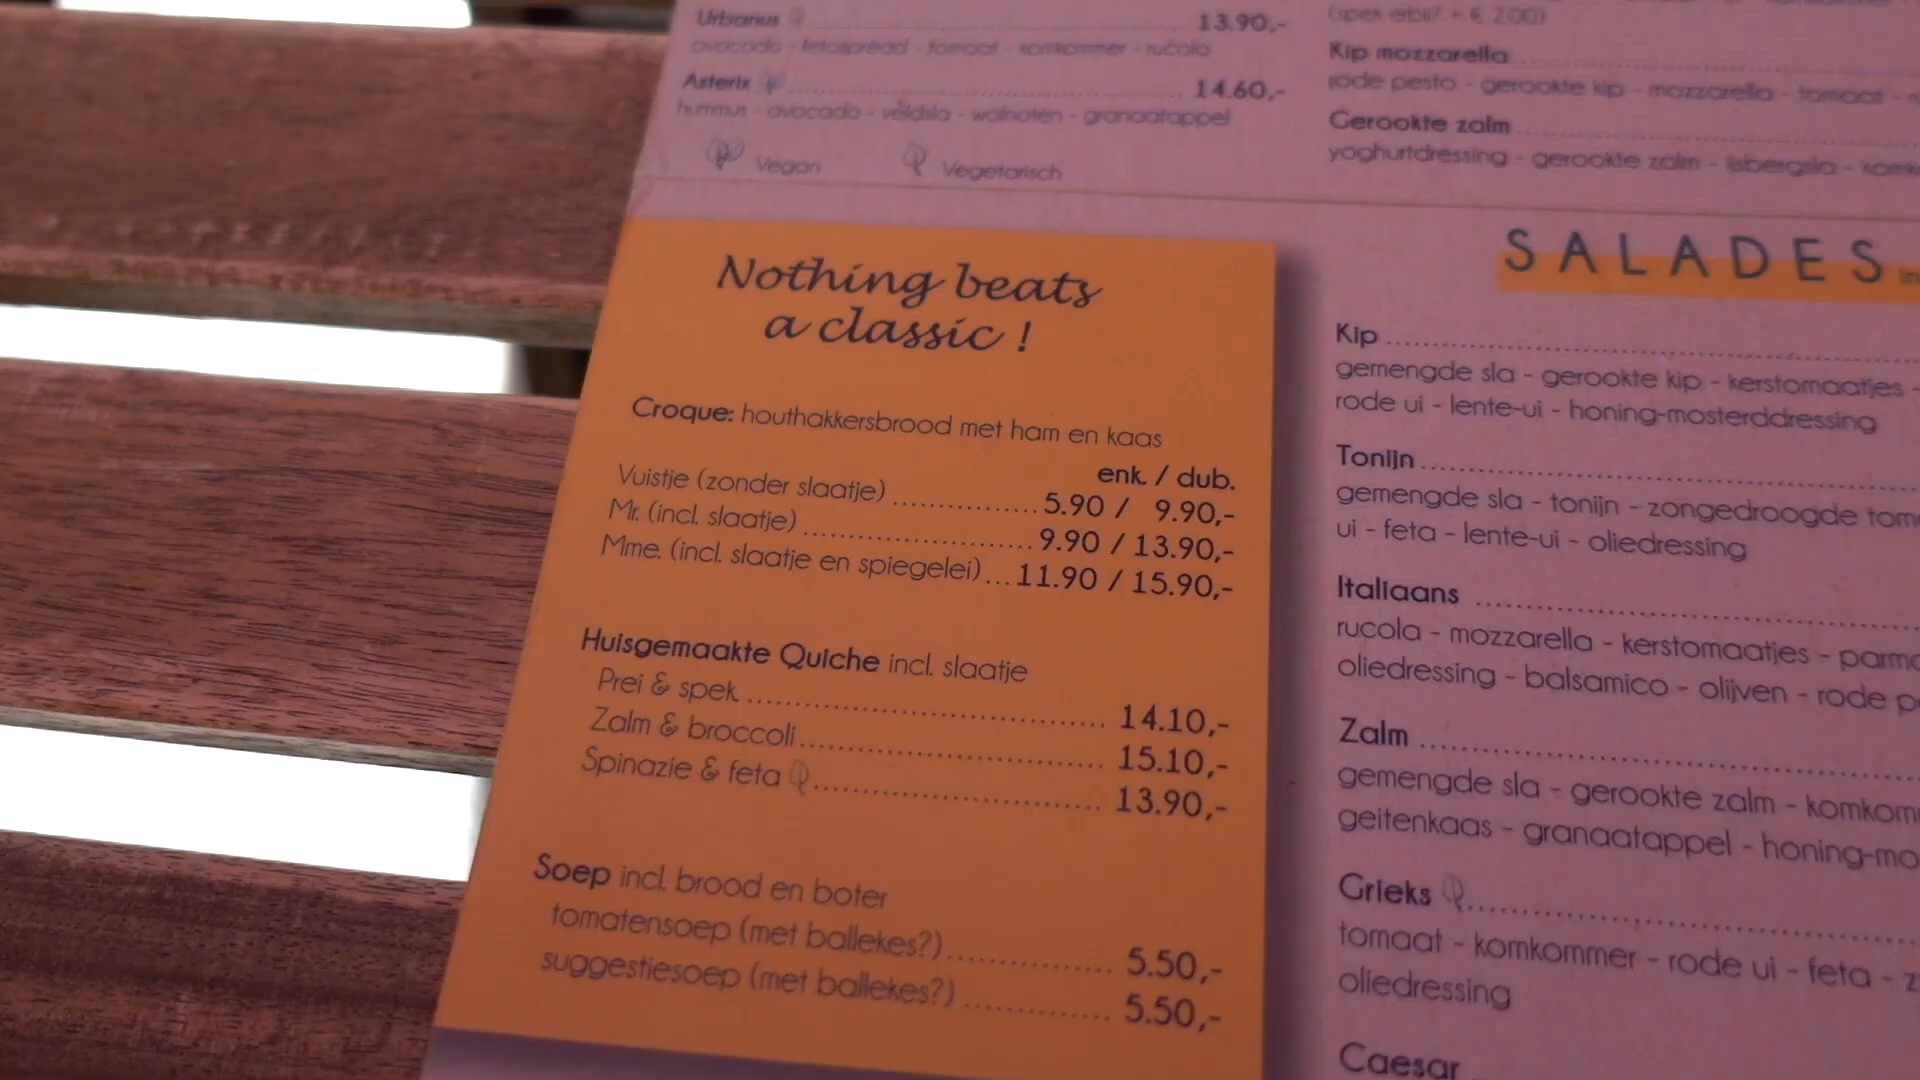 Urbanus 13.90,-
avocado - fetaspread - tomaat - komkommer - rucola
Asterix 14.60,-
hummus - avocado - veldsla - walnoten - granaatappel
Vegan Vegetarisch
Nothing beats
a classic !
Croque: houthakkersbrood met ham en kaas
enk. / dub.
Vuistje (zonder slaatje) 5.90 / 9.90,-
Mr. (incl. slaatje) 9.90 / 13.90,-
Mme. (incl. slaatje en spiegelei) 11.90 / 15.90,-
Huisgemaakte Quiche incl. slaatje
Prei & spek 14.10,-
Zalm & broccoli 15.10,-
Spinazie & feta 13.90,-
Soep incl. brood en boter
tomatensoep (met ballekes?) 5.50,-
suggestiesoep (met ballekes?) 5.50,-
Kip mozzarella
rode pesto - gerookte kip - mozzarella - tomaat -
Gerookte zalm
yoghurtdressing - gerookte zalm - ijsbergsla -
SALADES
Kip
gemengde sla - gerookte kip - kerstomaatjes -
rode ui - lente-ui - honing-mosterddressing
Tonijn
gemengde sla - tonijn - zongedroogde
ui - feta - lente-ui - oliedressing
Italiaans
rucola - mozzarella - kerstomaatjes -
oliedressing - balsamico - olijven - rode
Zalm
gemengde sla - gerookte zalm -
geitenkaas - granaatappel -
Grieks
tomaat - komkommer - rode ui - feta -
oliedressing
Caesar